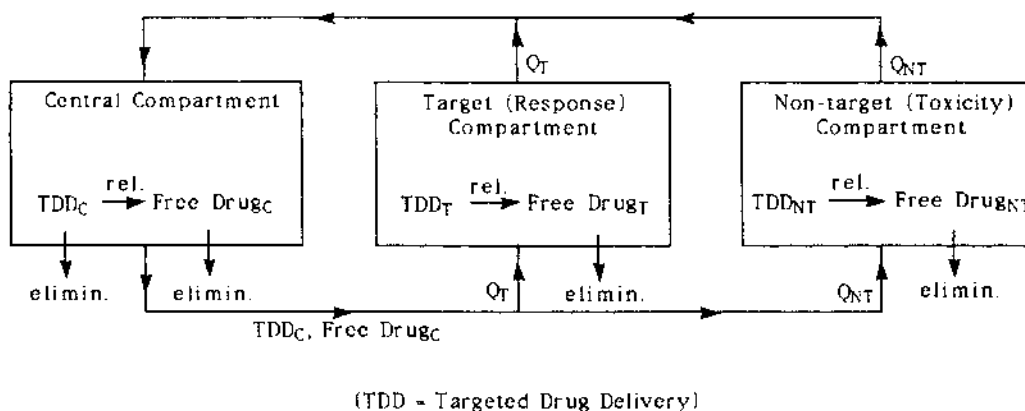 Q_T
Q_NT
Central Compartment
Target (Response)
Compartment
Non-target (Toxicity)
Compartment
TDD_C rel. Free Drug_C
TDD_T rel. Free Drug_T
TDD_NT rel. Free Drug_NT
elimin.
elimin.
Q_T
elimin.
Q_NT
elimin.
TDD_C, Free Drug_C
(TDD = Targeted Drug Delivery)